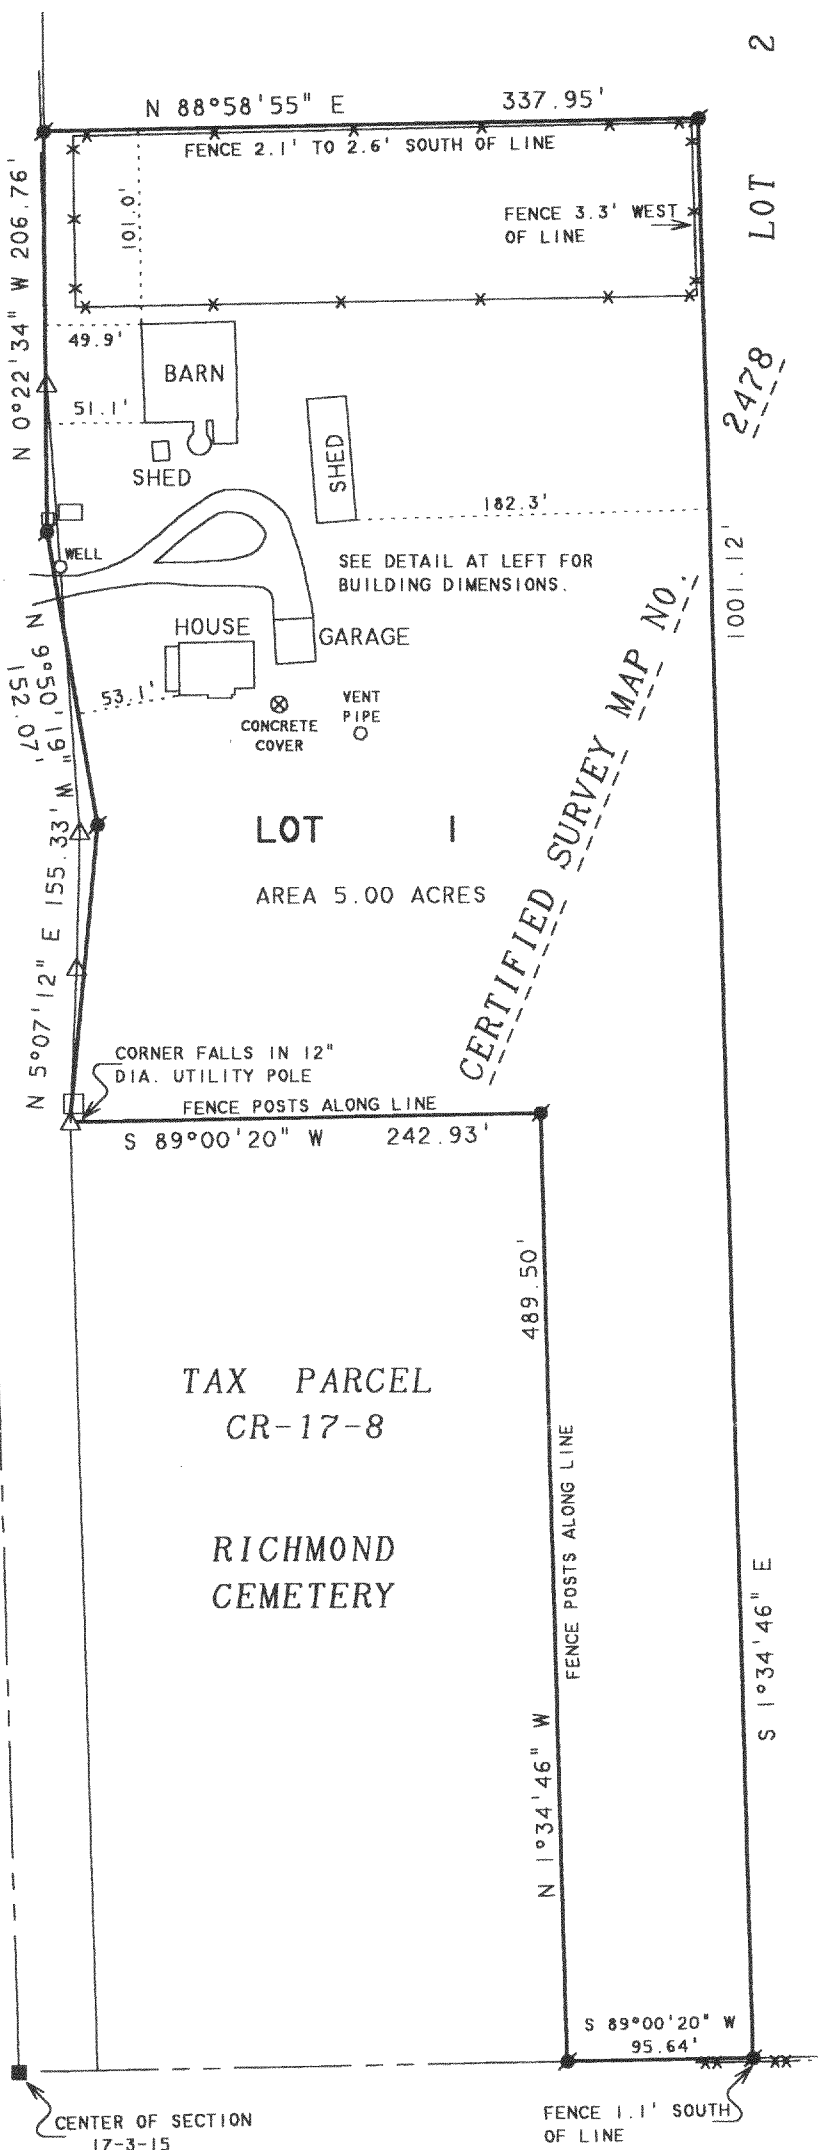 2
N 88°58'55" E 337.95'
FENCE 2.1' TO 2.6' SOUTH OF LINE
N 0°22'34" W 206.76'
101.0'
FENCE 3.3' WEST
OF LINE
LOT
49.9'
BARN
51.1'
SHED
SHED
2478
182.3'
WELL
SEE DETAIL AT LEFT FOR
BUILDING DIMENSIONS.
1001.12'
HOUSE
GARAGE
N 9°50'19" W
152.07'
53.1'
CONCRETE
COVER
VENT
PIPE
CERTIFIED SURVEY MAP NO.
LOT 1
AREA 5.00 ACRES
N 5°07'12" E 155.33'
CORNER FALLS IN 12"
DIA. UTILITY POLE
FENCE POSTS ALONG LINE
S 89°00'20" W 242.93'
489.50'
TAX PARCEL
CR-17-8
FENCE POSTS ALONG LINE
RICHMOND
CEMETERY
S 1°34'46" E
N 1°34'46" W
S 89°00'20" W
95.64'
CENTER OF SECTION
17-3-15
FENCE 1.1' SOUTH
OF LINE